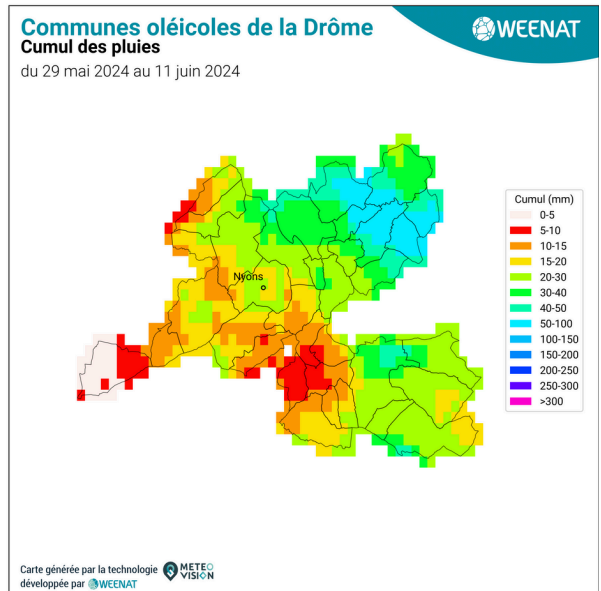 Communes oléicoles de la Drôme
Cumul des pluies
du 29 mai 2024 au 11 juin 2024
WEENAT
Nyons
Cumul (mm)
0-5
5-10
10-15
15-20
20-30
30-40
40-50
50-100
100-150
150-200
200-250
250-300
>300
Carte générée par la technologie
développée par WEENAT
METEO
VISION